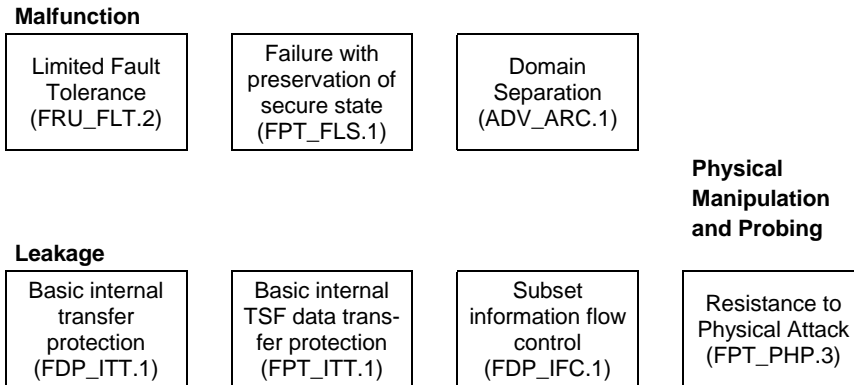 Malfunction
Limited Fault
Tolerance
(FRU_FLT.2)
Failure with
preservation of
secure state
(FPT_FLS.1)
Domain
Separation
(ADV_ARC.1)
Physical
Manipulation
and Probing
Leakage
Basic internal
transfer
protection
(FDP_ITT.1)
Basic internal
TSF data trans-
fer protection
(FPT_ITT.1)
Subset
information flow
control
(FDP_IFC.1)
Resistance to
Physical Attack
(FPT_PHP.3)